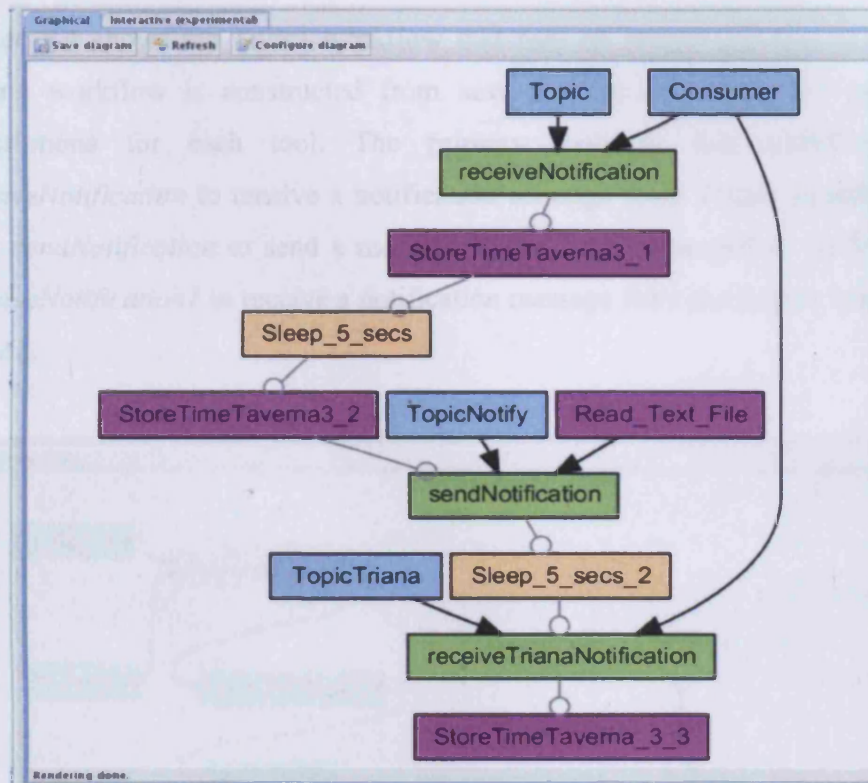 Graphical Interactive (experimental)
Save diagram Refresh Configure diagram
Topic Consumer
receiveNotification
StoreTimeTaverna3_1
Sleep_5_secs
StoreTimeTaverna3_2 TopicNotify Read_Text_File
sendNotification
TopicTriana Sleep_5_secs_2
receiveTrianaNotification
StoreTimeTaverna_3_3
Rendering done.